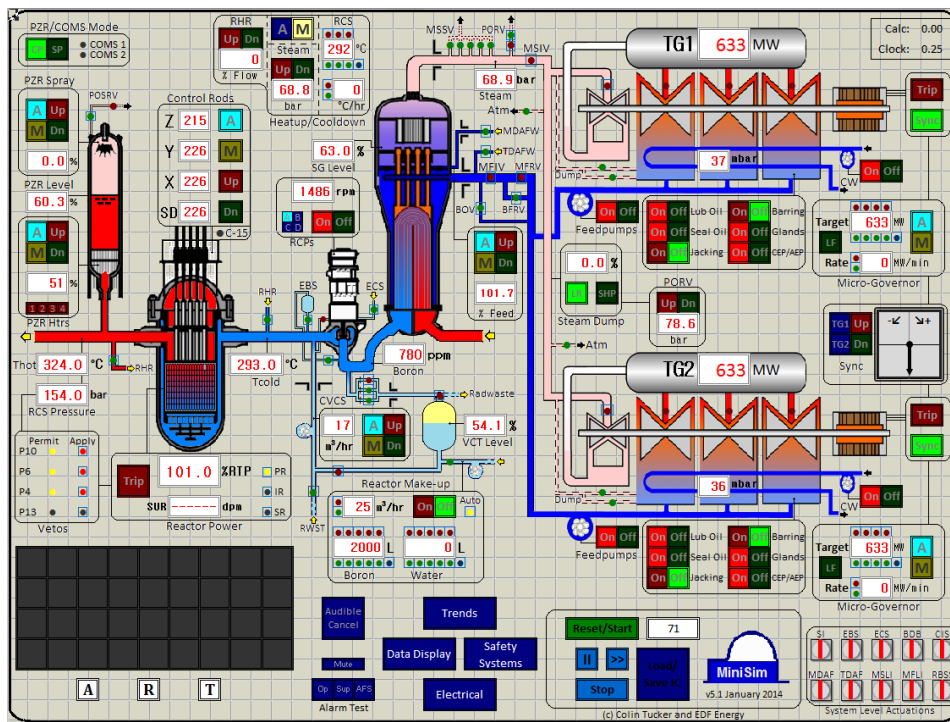 PZR/COMS Mode
CP SP
COMS 1
COMS 2
RHR
Up Dn
0
% Flow
A M
Steam
Up Dn
68.8
bar
Heatup/Cooldown
RCS
292 °C
0
°C/hr
MSSV
PORV
MSIV
68.9 bar
Steam
Atm
TG1 633 MW
Calc: 0.00
Clock: 0.25
Trip
Sync
PZR Spray
A Up
M Dn
0.0 %
POSRV
Control Rods
Z 215 A
Y 226 M
X 226 Up
SD 226 Dn
C-15
63.0 %
SG Level
MDAFW
TDAFW
MFIV MFRV
BOV BFRV
Dump
37 mbar
CW
On Off
PZR Level
60.3 %
A Up
M Dn
51 %
1 2 3 4
PZR Htrs
1486 rpm
A B
C D
On Off
RCPs
A Up
M Dn
101.7
% Feed
Feedpumps
On Off
On Off Lub Oil On Off Barring
On Off Seal Oil On Off Glands
On Off Jacking On Off CEP/AEP
Target 633 MW A
LF M
Rate 0 MW/min
Micro-Governor
0.0 %
LP SHP
Steam Dump
PORV
Up Dn
78.6
bar
Atm
TG1 Up
TG2 Dn
Sync
RHR
EBS
ECS
Thot 324.0 °C
RHR
293.0 °C
Tcold
780 ppm
Boron
154.0 bar
RCS Pressure
TG2 633 MW
Trip
Sync
CVCS
17
m³/hr
A Up
M Dn
Radwaste
54.1 %
VCT Level
Dump
36 mbar
CW
On Off
Permit Apply
P10
P6
P4
P13
Vetos
Trip
101.0 %RTP
PR
IR
SR
SUR ------ dpm
Reactor Power
RWST
Reactor Make-up
25 m³/hr
On Off
Auto
2000 L
0 L
Boron Water
Feedpumps
On Off
On Off Lub Oil On Off Barring
On Off Seal Oil On Off Glands
On Off Jacking On Off CEP/AEP
Target 633 MW A
LF M
Rate 0 MW/min
Micro-Governor
Audible
Cancel
Mute
Op Sup AFS
Alarm Test
A R T
Trends
Data Display
Safety
Systems
Electrical
Reset/Start 71
>>
Stop
Load/
Save IC
MiniSim
v5.1 January 2014
(c) Colin Tucker and EDF Energy
SI EBS ECS BDB CIS
MDAF TDAF MSLI MFLI RBSS
System Level Actuations